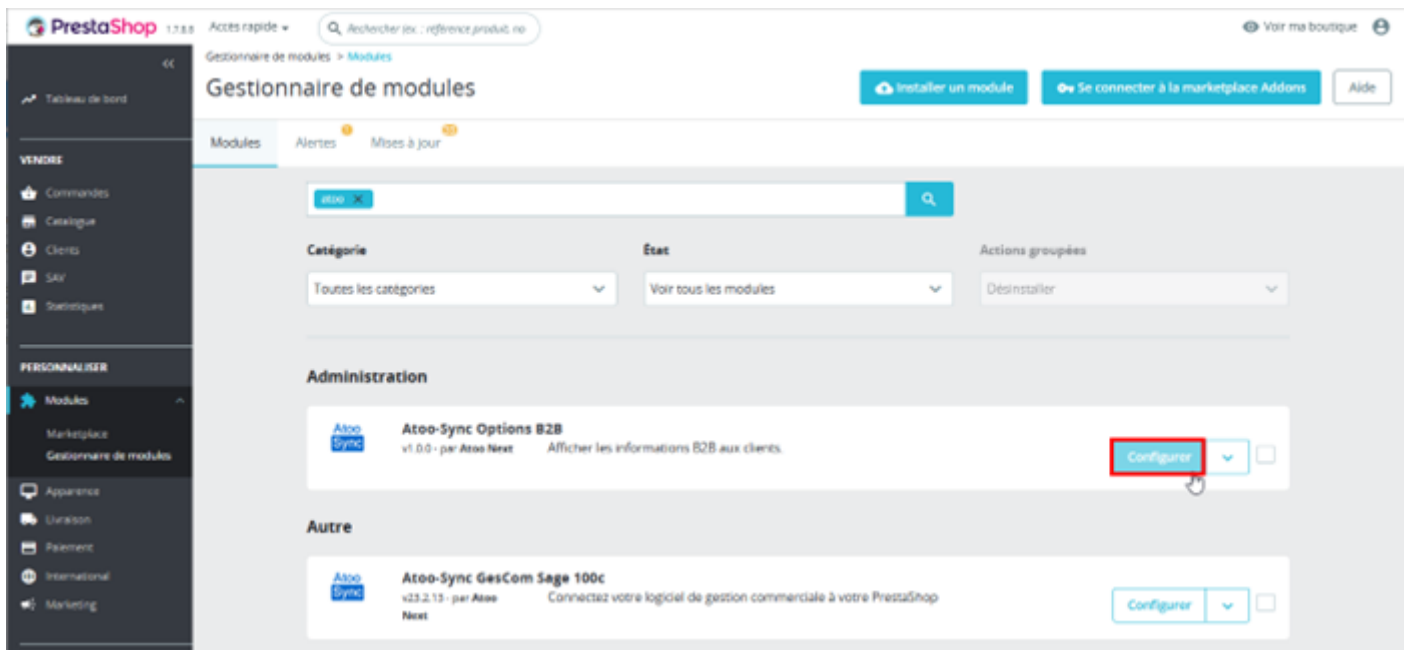 PrestaShop 1.7.8.8 Accès rapide Rechercher (ex. : référence produit, no Voir ma boutique
Gestionnaire de modules > Modules
Gestionnaire de modules
Installer un module Se connecter à la marketplace Addons Aide
Modules Alertes Mises à jour
Tableau de bord
VENDRE
Commandes
Catalogue
Clients
SAV
Statistiques
PERSONNALISER
Modules
Marketplace
Gestionnaire de modules
Apparence
Livraison
Paiement
International
Marketing
atoo
Catégorie État Actions groupées
Toutes les catégories Voir tous les modules Désinstaller
Administration
Atoo Sync
Atoo-Sync Options B2B
v1.0.0 - par Atoo Next Afficher les informations B2B aux clients.
Configurer
Autre
Atoo Sync
Atoo-Sync GesCom Sage 100c
v23.2.13 - par Atoo Next Connectez votre logiciel de gestion commerciale à votre PrestaShop
Configurer